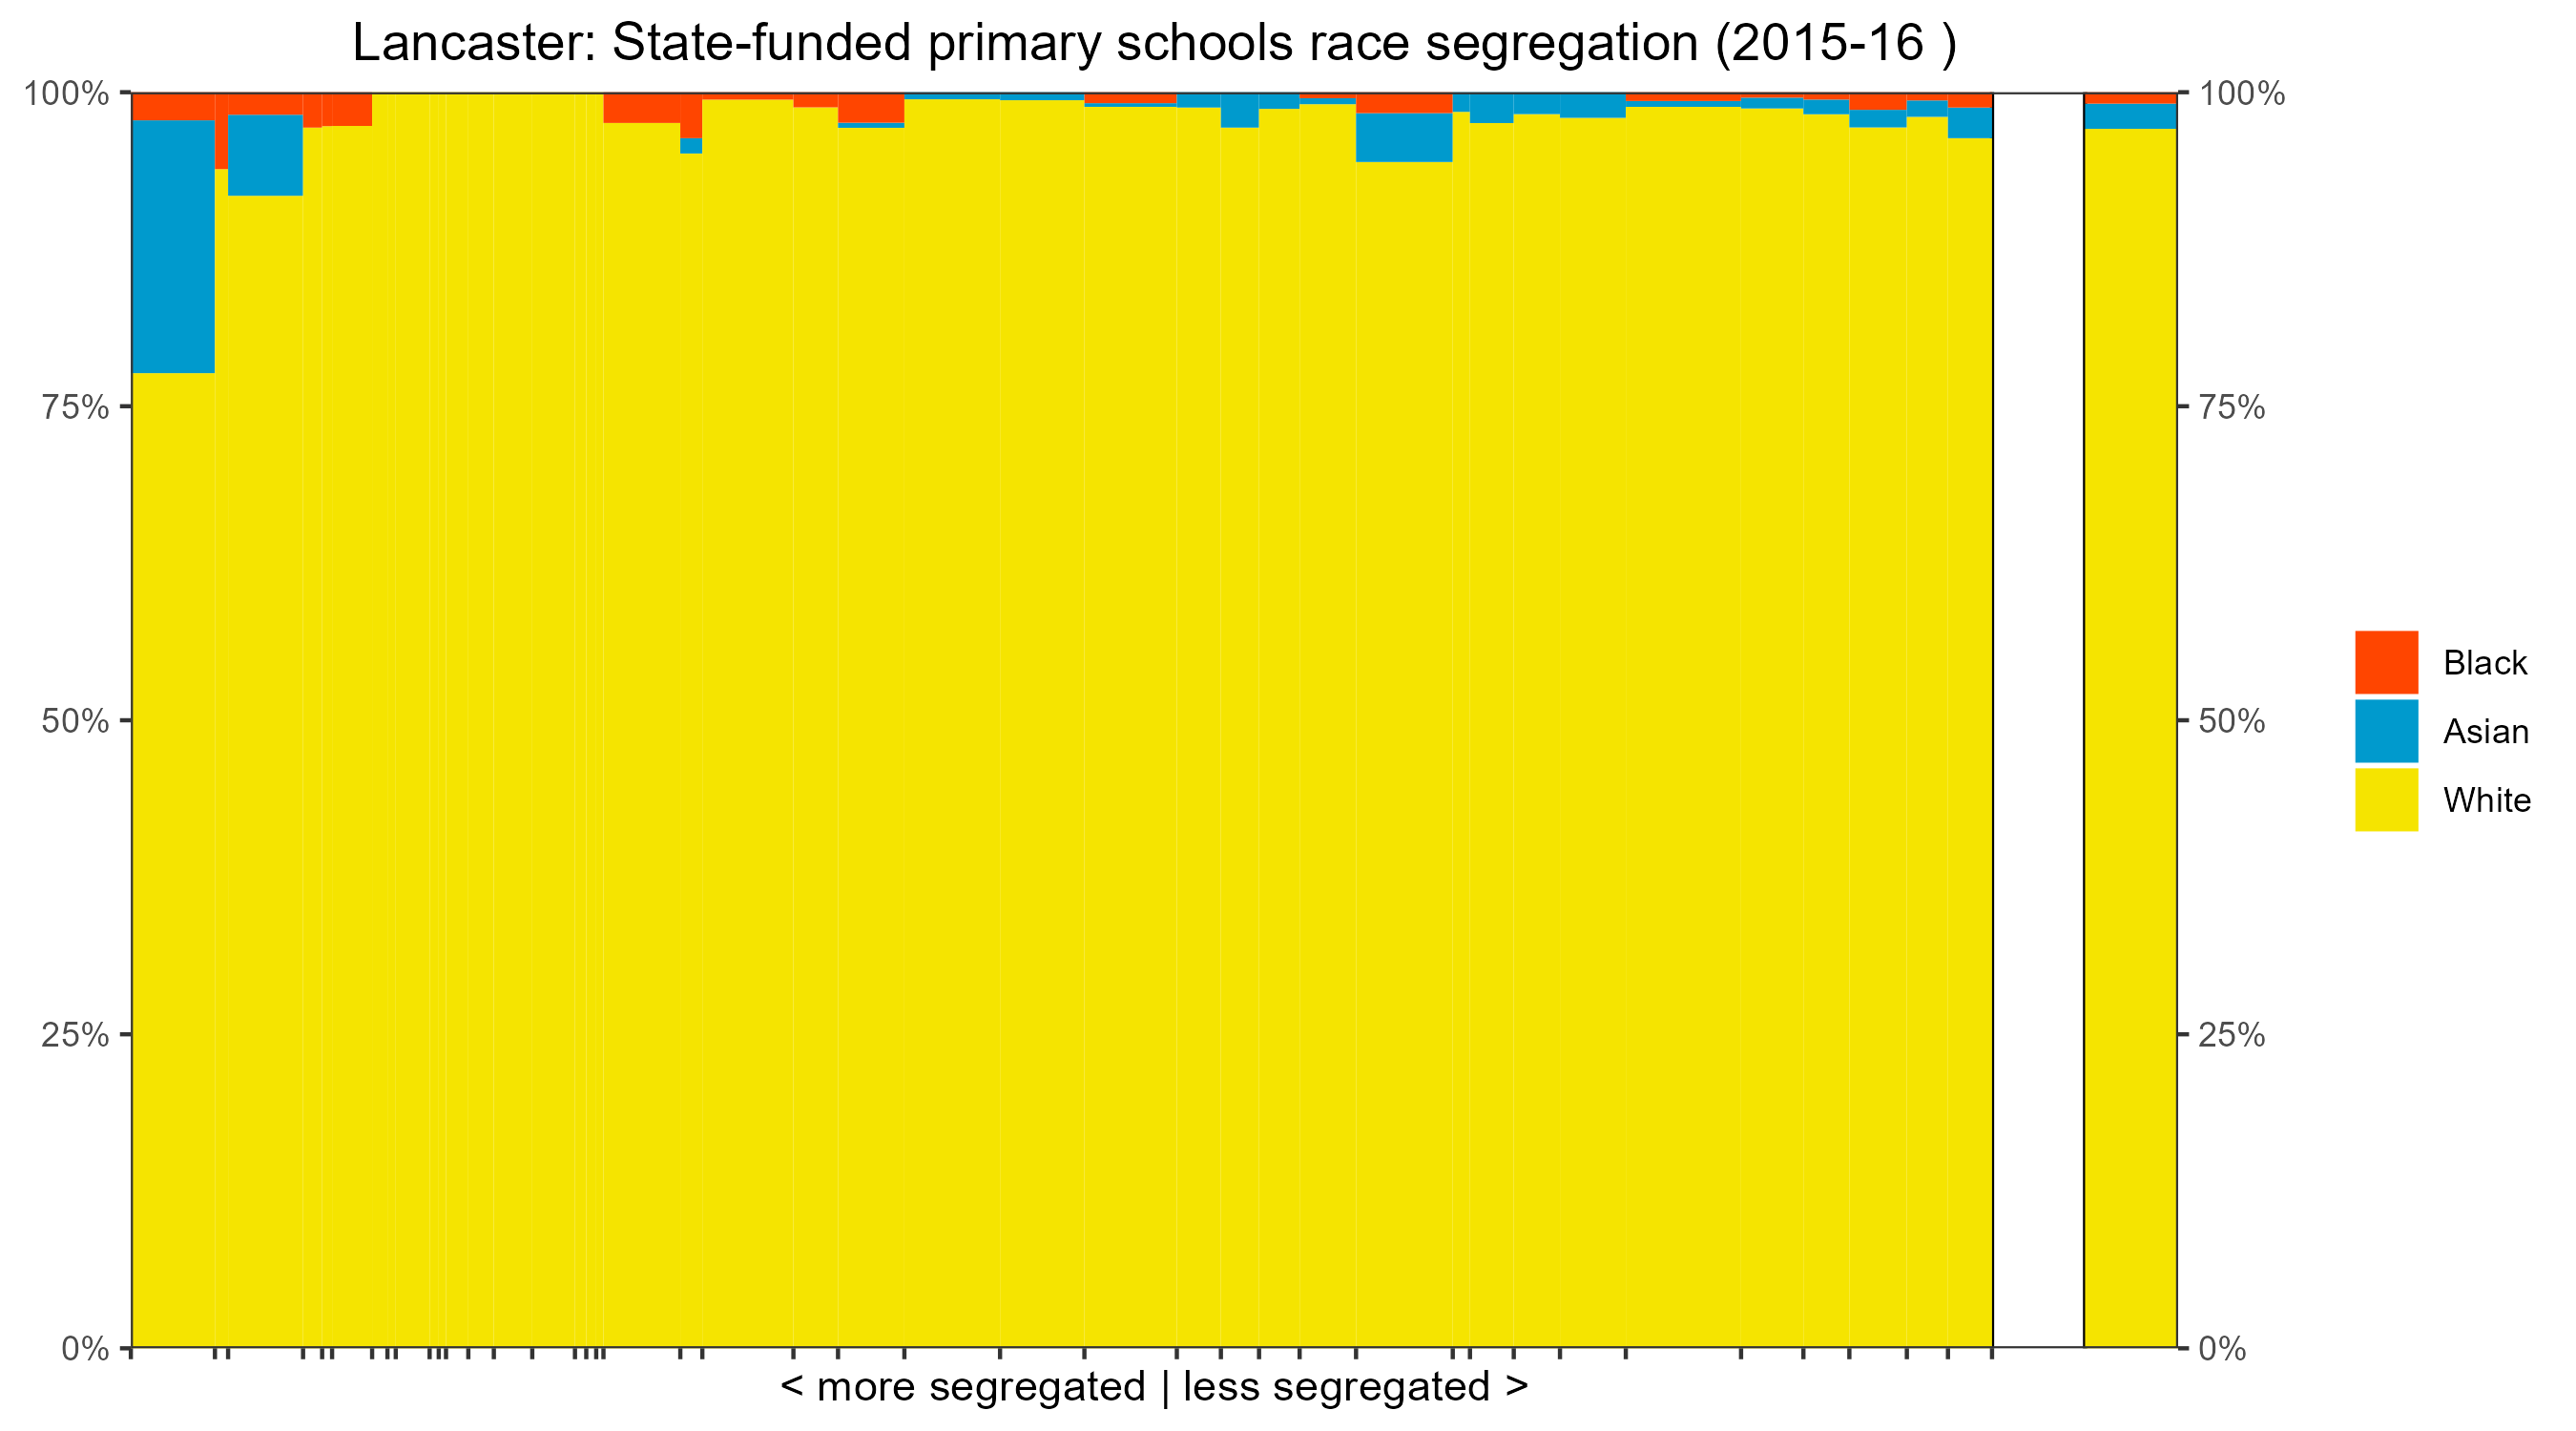 Lancaster: State-funded primary schools race segregation (2015-16 )
100%
75%
50%
25%
0%
100%
75%
50%
25%
0%
Black
Asian
White
< more segregated | less segregated >